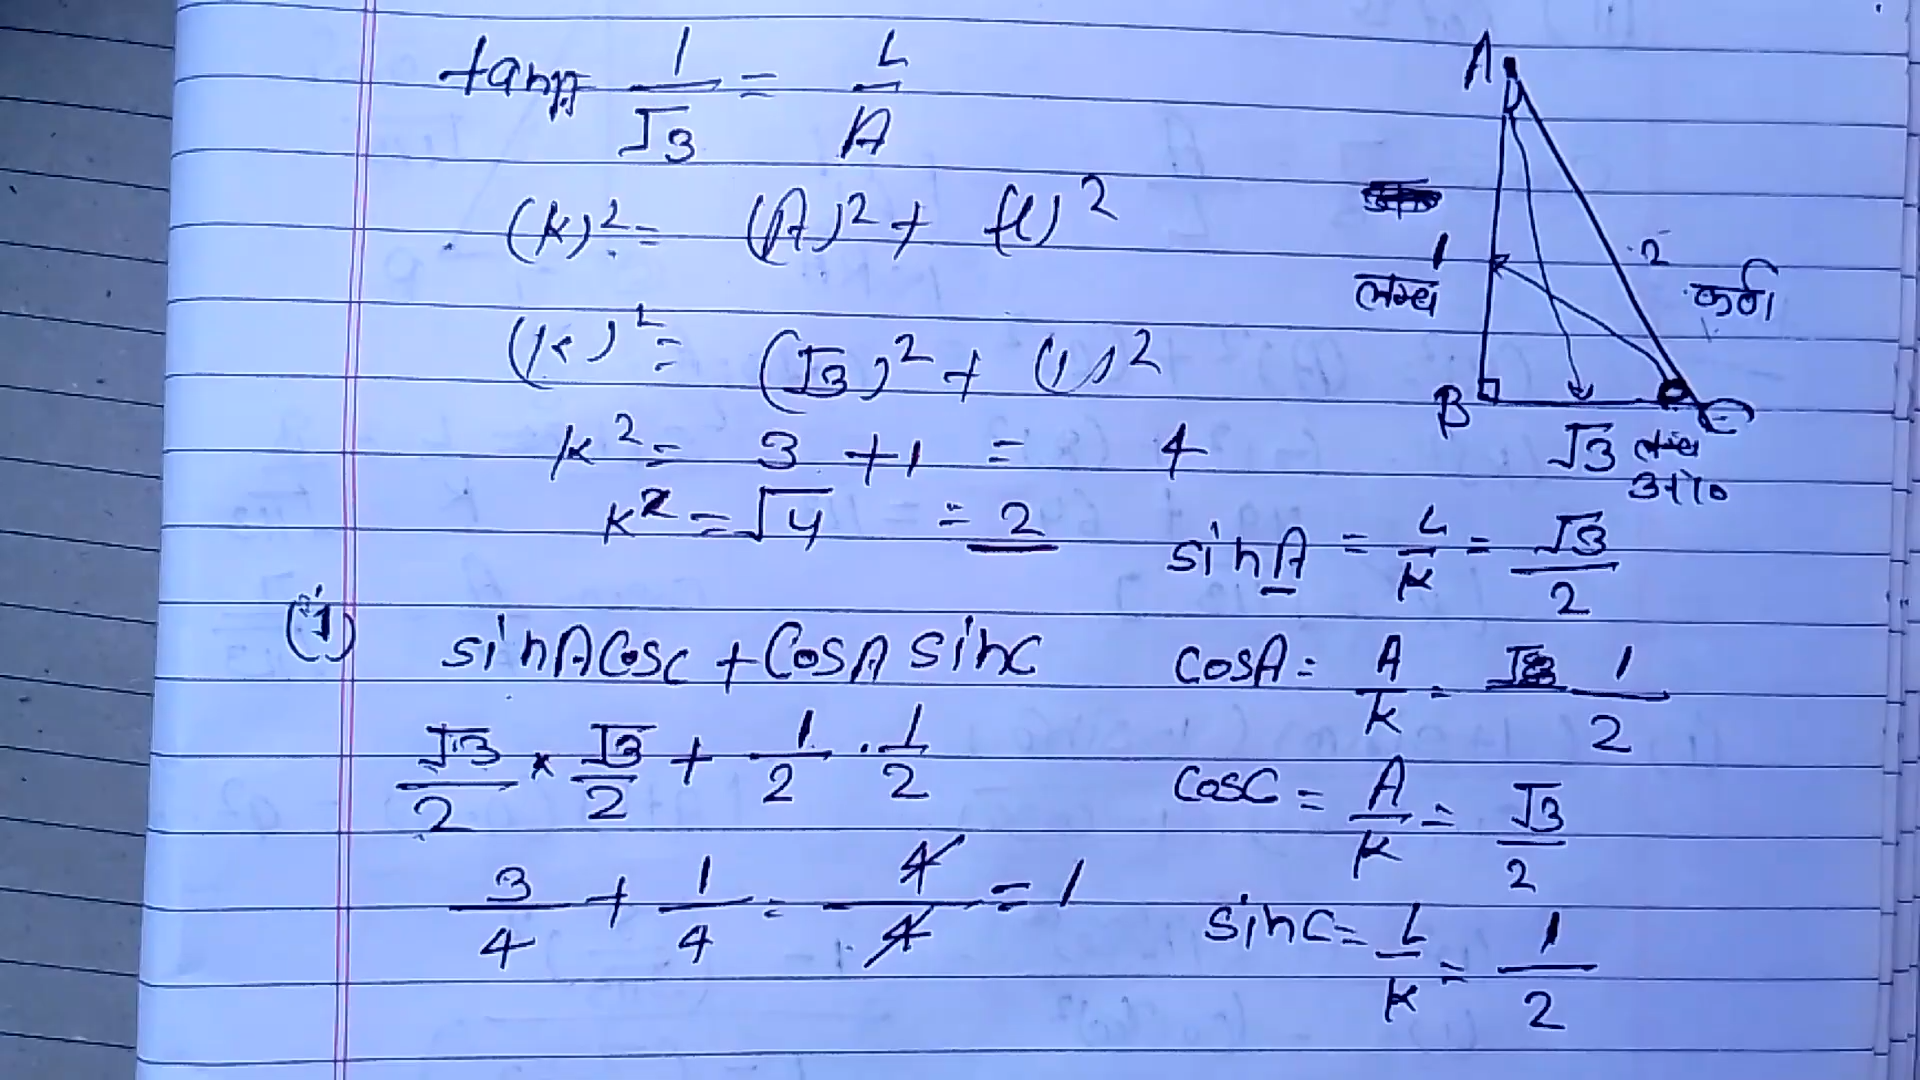 tanA 1/√3 = L/A
(K)² = (A)² + (L)²
(K)² = (√3)² + (1)²
K² = 3 + 1 = 4
K² = √4 = 2
A
1
लम्ब
2
कर्ण
B
C
√3
आ०
sinA = L/K = √3/2
(i) sinA CosC + CosA sinC
cosA = A/K = 1/2
√3/2 × √3/2 + 1/2 · 1/2
cosC = A/K = √3/2
3/4 + 1/4 = 4/4 = 1
sinC = L/K = 1/2